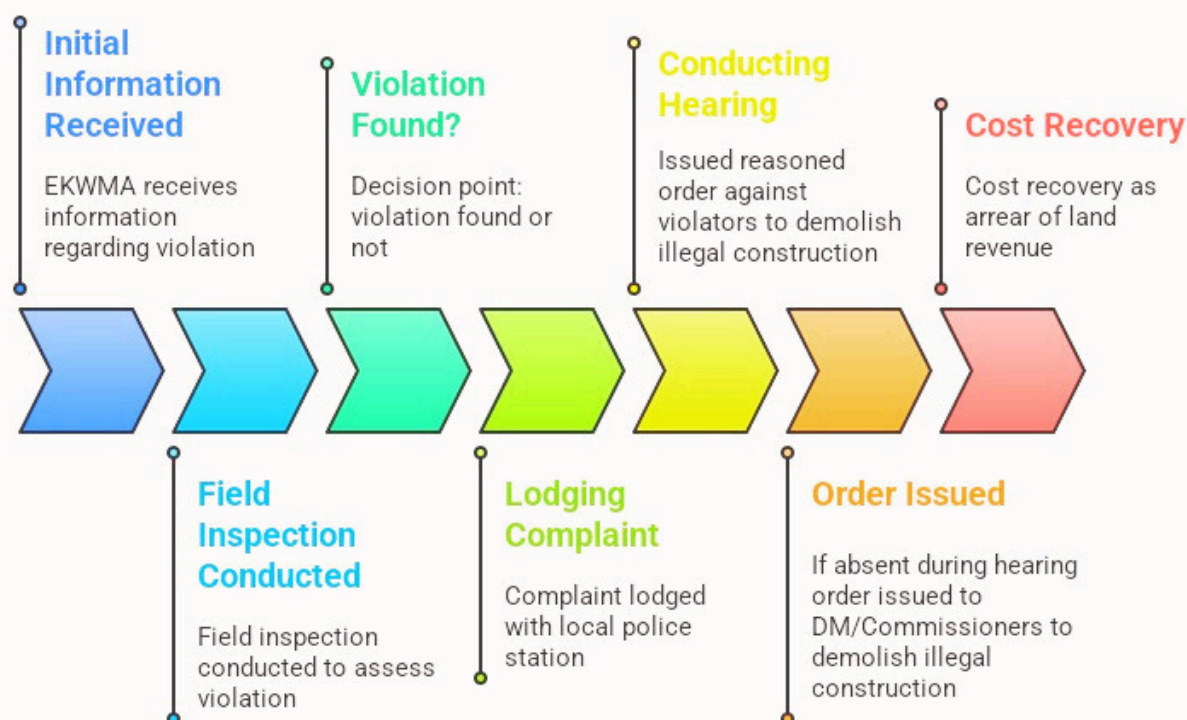 Initial
Information
Received
EKWMA receives
information
regarding violation
Field
Inspection
Conducted
Field inspection
conducted to assess
violation
Violation
Found?
Decision point:
violation found or
not
Lodging
Complaint
Complaint lodged
with local police
station
Conducting
Hearing
Issued reasoned
order against
violators to demolish
illegal construction
Order Issued
If absent during hearing
order issued to
DM/Commissioners to
demolish illegal
construction
Cost Recovery
Cost recovery as
arrear of land
revenue